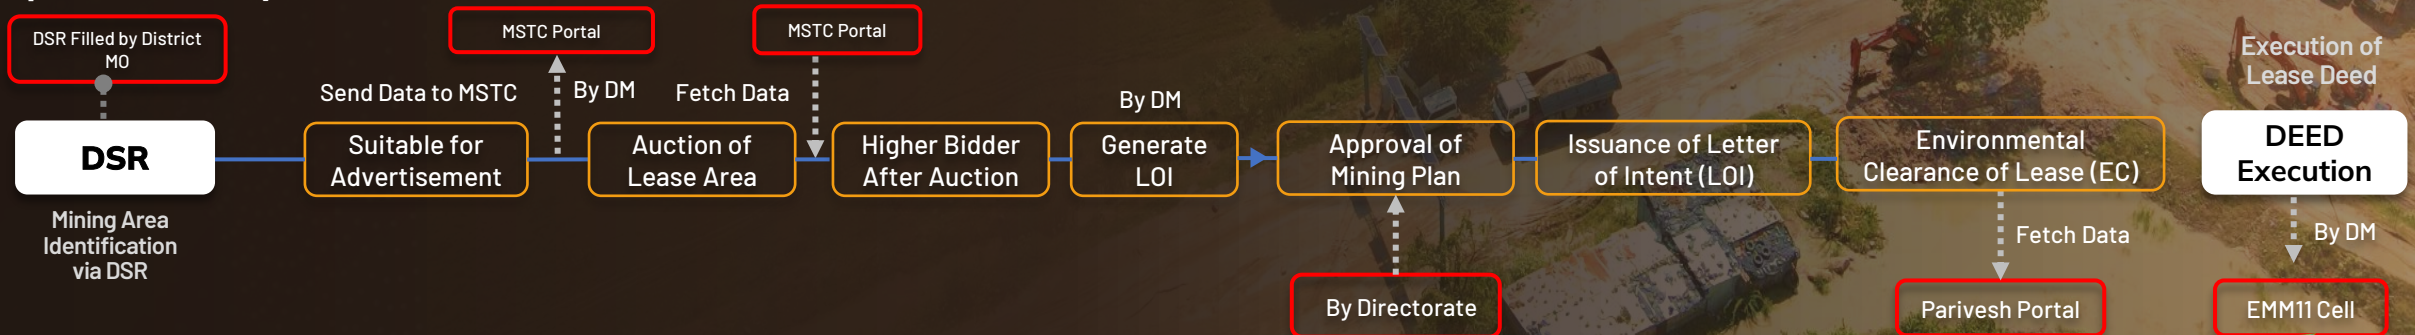 DSR Filled by District
MO
DSR
Mining Area
Identification
via DSR
Send Data to MSTC
Suitable for
Advertisement
MSTC Portal
By DM
Auction of
Lease Area
Fetch Data
MSTC Portal
Higher Bidder
After Auction
By DM
Generate
LOI
Approval of
Mining Plan
By Directorate
Issuance of Letter
of Intent (LOI)
Environmental
Clearance of Lease (EC)
Fetch Data
Parivesh Portal
Execution of
Lease Deed
DEED
Execution
By DM
EMM11 Cell